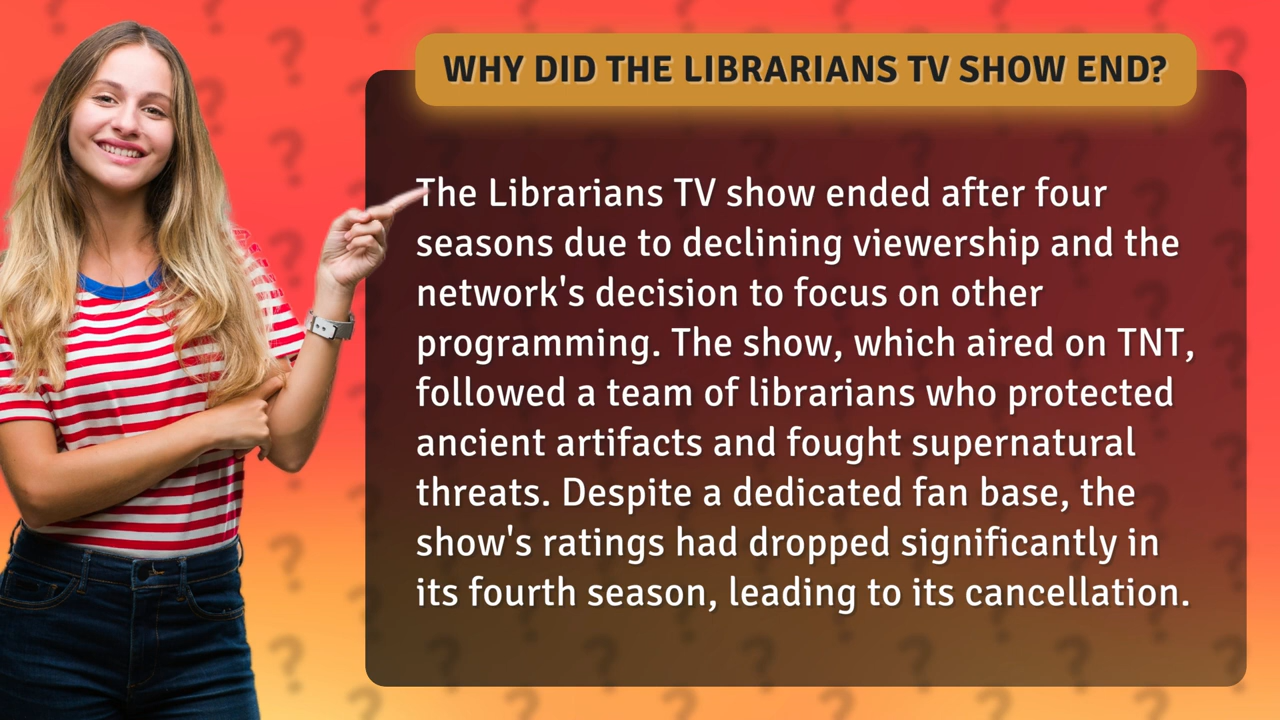 WHY DID THE LIBRARIANS TV SHOW END?
The Librarians TV show ended after four
seasons due to declining viewership and the
network's decision to focus on other
programming. The show, which aired on TNT,
followed a team of librarians who protected
ancient artifacts and fought supernatural
threats. Despite a dedicated fan base, the
show's ratings had dropped significantly in
its fourth season, leading to its cancellation.